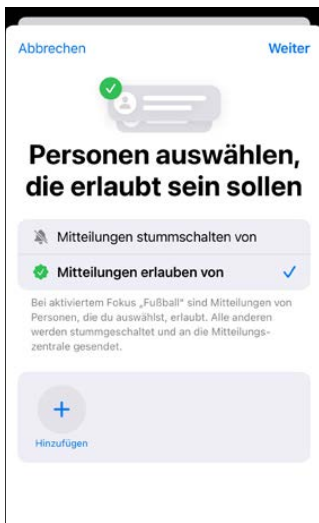 Abbrechen Weiter
Personen auswählen,
die erlaubt sein sollen
Mitteilungen stummschalten von
Mitteilungen erlauben von
Bei aktiviertem Fokus „Fußball“ sind Mitteilungen von
Personen, die du auswählst, erlaubt. Alle anderen
werden stummgeschaltet und an die Mitteilungs-
zentrale gesendet.
Hinzufügen